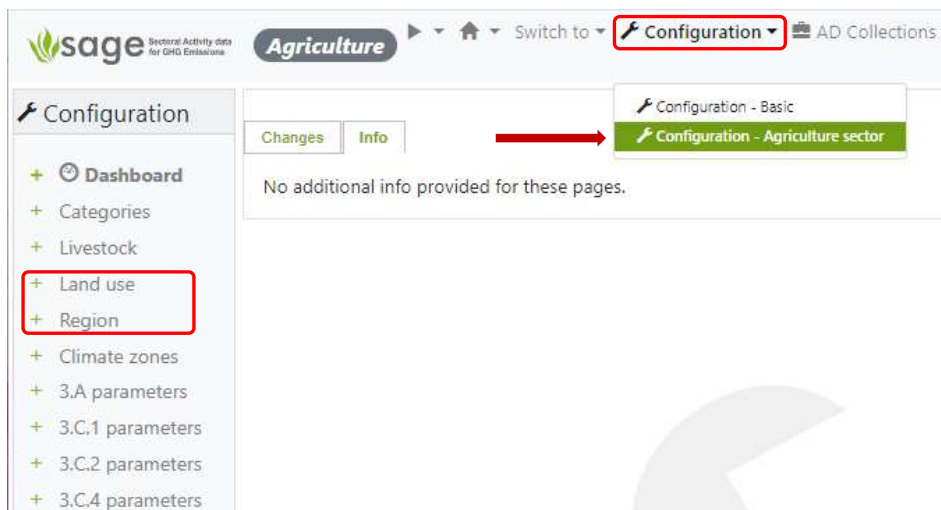 sage Sectoral Activity data
for GHG Emissions
Agriculture
Switch to
Configuration
AD Collections
Configuration - Basic
Configuration - Agriculture sector
Configuration
Changes
Info
No additional info provided for these pages.
+ Dashboard
+ Categories
+ Livestock
+ Land use
+ Region
+ Climate zones
+ 3.A parameters
+ 3.C.1 parameters
+ 3.C.2 parameters
+ 3.C.4 parameters